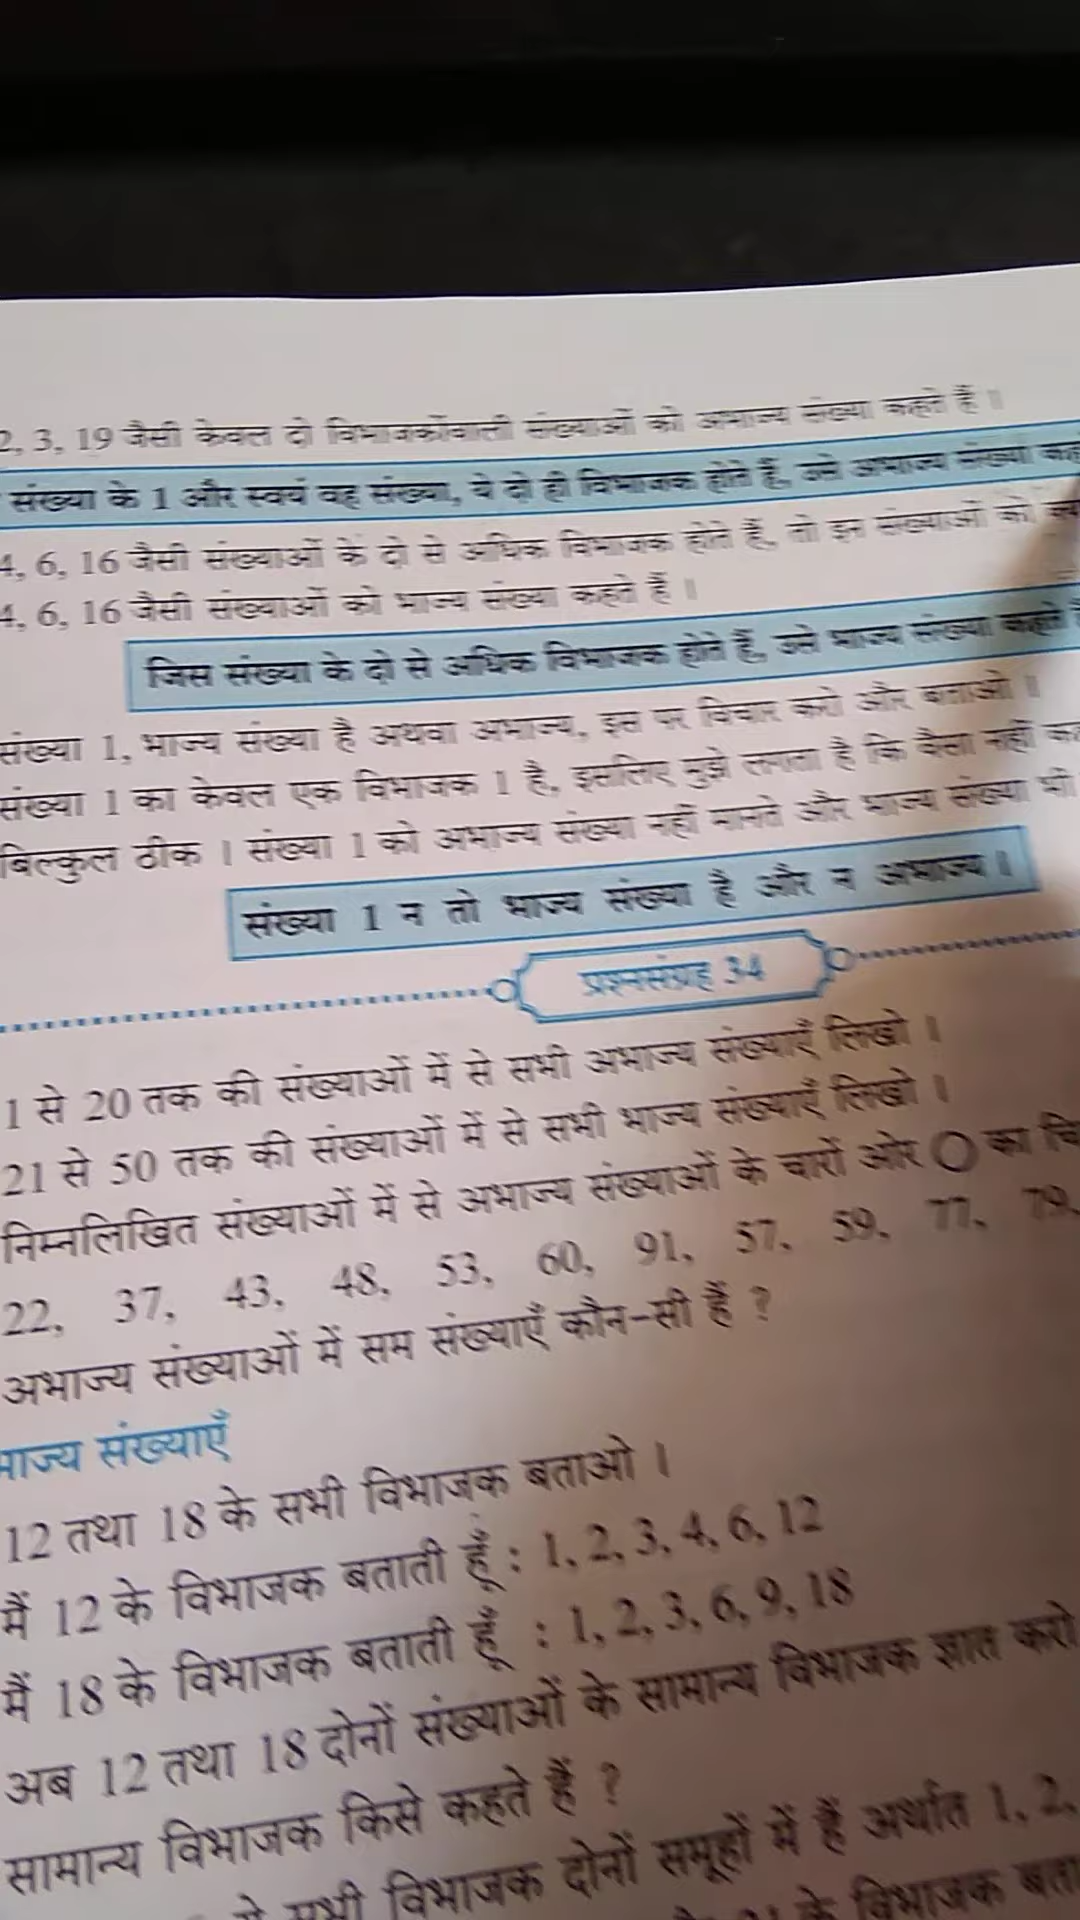 2, 3, 19 जैसी केवल दो विभाजकोंवाली संख्याओं को अभाज्य संख्या कहते हैं ।
संख्या के 1 और स्वयं वह संख्या, ये दो ही विभाजक होते हैं, उसे अभाज्य संख्या
4, 6, 16 जैसी संख्याओं के दो से अधिक विभाजक होते हैं, तो इन संख्याओं को
4, 6, 16 जैसी संख्याओं को भाज्य संख्या कहते हैं ।
जिस संख्या के दो से अधिक विभाजक होते हैं, उसे भाज्य संख्या कहते
संख्या 1, भाज्य संख्या है अथवा अभाज्य, इस पर विचार करो और बताओ ।
संख्या 1 का केवल एक विभाजक 1 है, इसलिए मुझे लगता है कि वैसा नहीं
बिल्कुल ठीक । संख्या 1 को अभाज्य संख्या नहीं मानते और भाज्य संख्या भी
संख्या 1 न तो भाज्य संख्या है और न अभाज्य ।
प्रश्नसंग्रह 34
1 से 20 तक की संख्याओं में से सभी अभाज्य संख्याएँ लिखो ।
21 से 50 तक की संख्याओं में से सभी भाज्य संख्याएँ लिखो ।
निम्नलिखित संख्याओं में से अभाज्य संख्याओं के चारों ओर ○ का
22, 37, 43, 48, 53, 60, 91, 57, 59, 77, 79,
अभाज्य संख्याओं में सम संख्याएँ कौन-सी हैं ?
भाज्य संख्याएँ
12 तथा 18 के सभी विभाजक बताओ ।
मैं 12 के विभाजक बताती हूँ : 1, 2, 3, 4, 6, 12
मैं 18 के विभाजक बताती हूँ : 1, 2, 3, 6, 9, 18
अब 12 तथा 18 दोनों संख्याओं के सामान्य विभाजक ज्ञात करो
सामान्य विभाजक किसे कहते हैं ?
सभी विभाजक दोनों समूहों में हैं अर्थात 1, 2,
के विभाजक